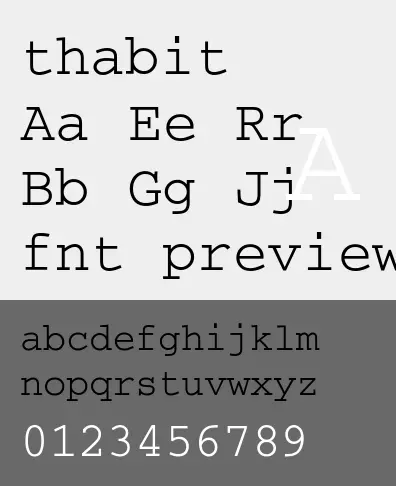 thabit
Aa Ee Rr
A
Bb Gg Jj
fnt preview
abcdefghijklm
nopqrstuvwxyz
0123456789